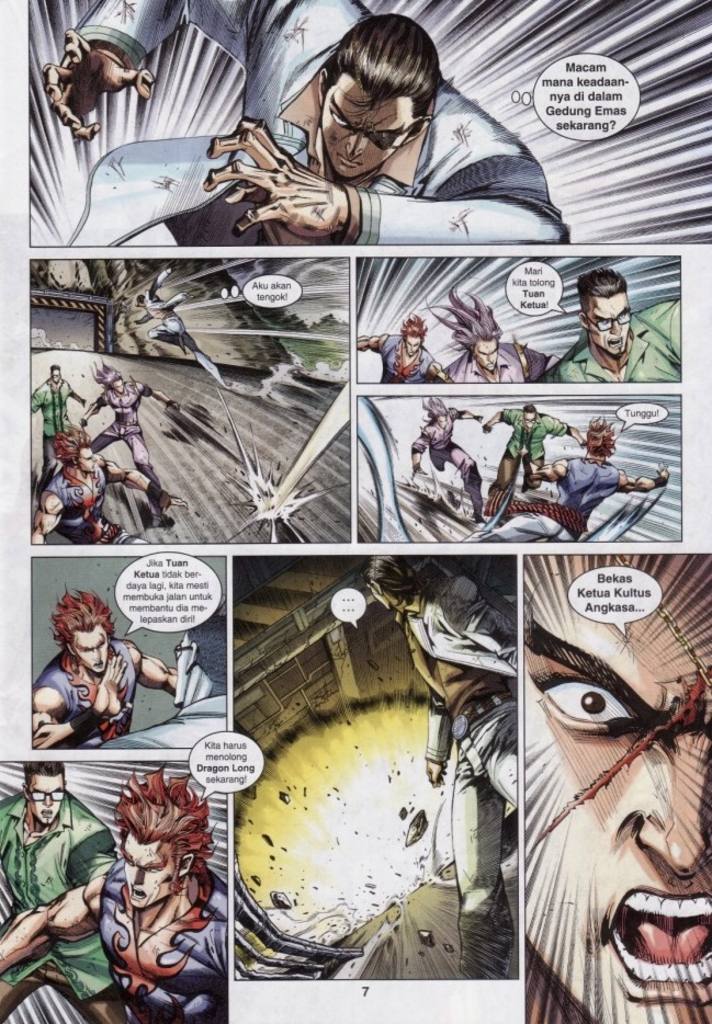 Macam
mana keadaan-
nya di dalam
Gedung Emas
sekarang?
Aku akan
tengok!
Mari
kita tolong
Tuan
Ketua!
Tunggu!
Jika Tuan
Ketua tidak ber-
daya lagi, kita mesti
membuka jalan untuk
membantu dia me-
lepaskan diri!
Kita harus
menolong
Dragon Long
sekarang!
...
...
Bekas
Ketua Kultus
Angkasa...
7